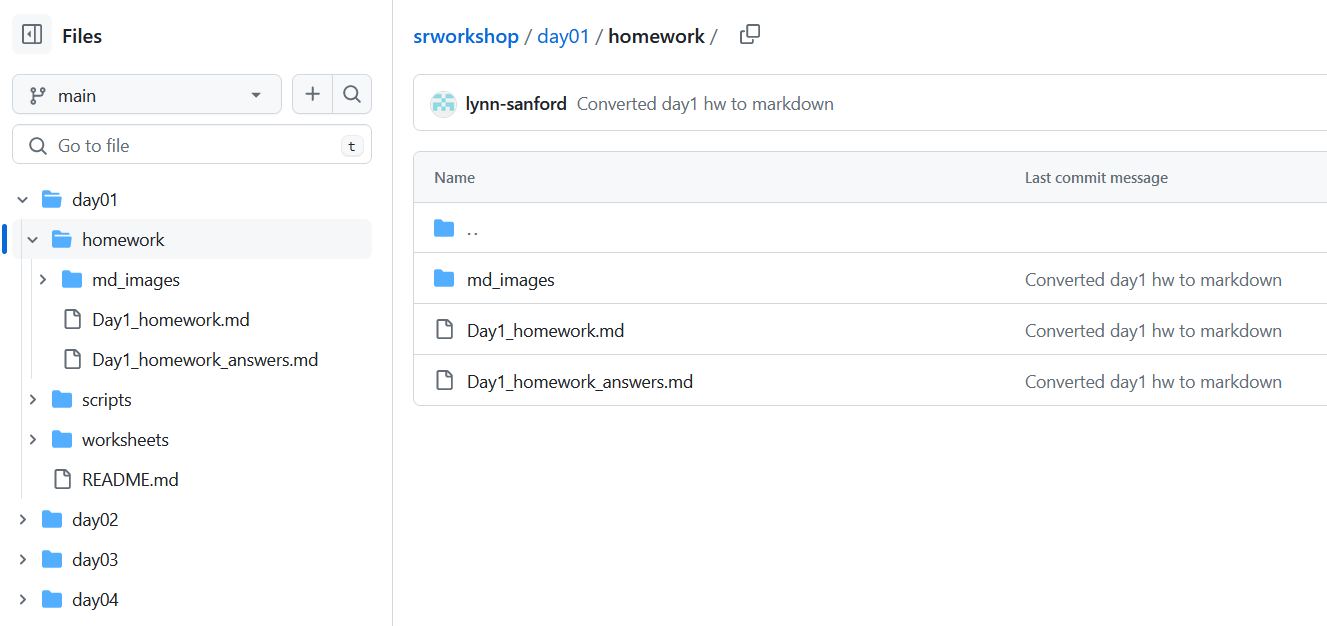 Files
main
Go to file
t
day01
homework
md_images
Day1_homework.md
Day1_homework_answers.md
scripts
worksheets
README.md
day02
day03
day04
srworkshop / day01 / homework /
lynn-sanford Converted day1 hw to markdown
Name Last commit message
..
md_images Converted day1 hw to markdown
Day1_homework.md Converted day1 hw to markdown
Day1_homework_answers.md Converted day1 hw to markdown